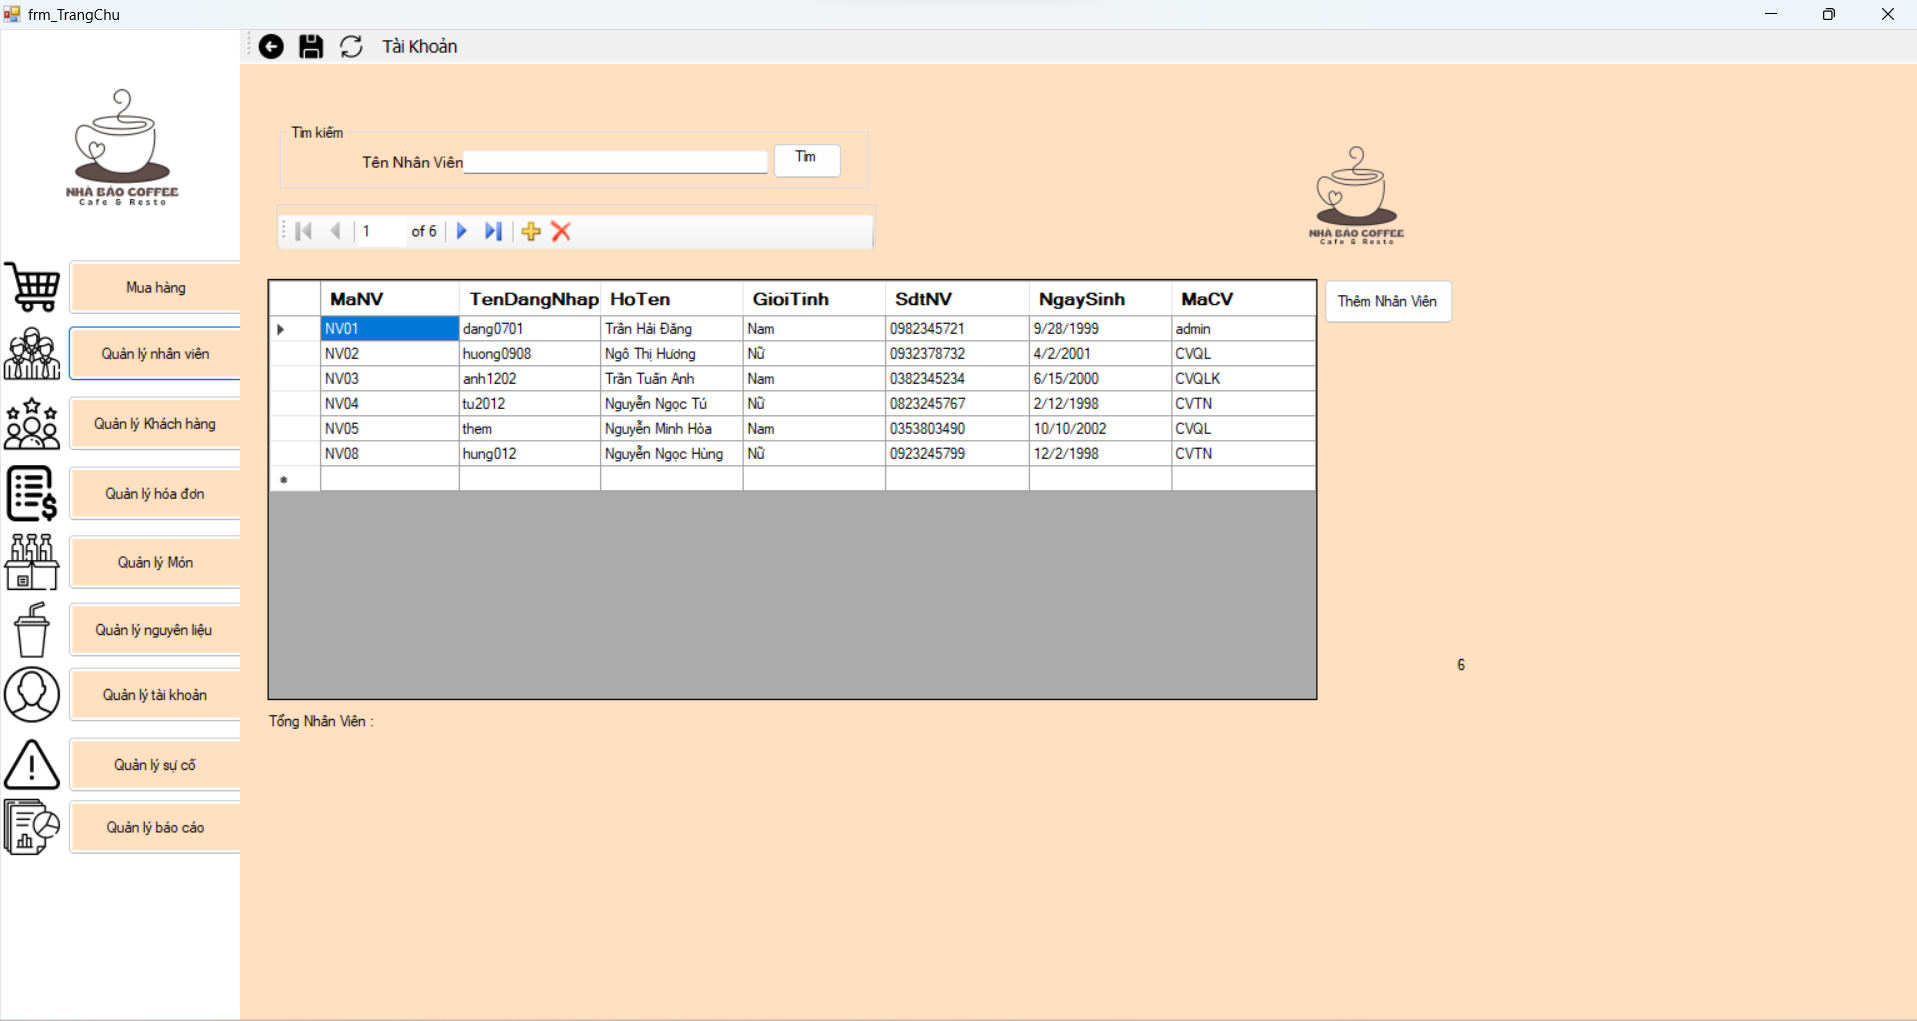 frm_TrangChu
Tài Khoản
NHÀ BÁO COFFEE
Cafe & Resto
Tìm kiếm
Tên Nhân Viên
Tìm
NHÀ BÁO COFFEE
Cafe & Resto
1 of 6
Mua hàng
Quản lý nhân viên
Quản lý Khách hàng
Quản lý hóa đơn
Quản lý Món
Quản lý nguyên liệu
Quản lý tài khoản
Quản lý sự cố
Quản lý báo cáo
MaNV TenDangNhap HoTen GioiTinh SdtNV NgaySinh MaCV
NV01 dang0701 Trần Hải Đăng Nam 0982345721 9/28/1999 admin
NV02 huong0908 Ngô Thị Hương Nữ 0932378732 4/2/2001 CVQL
NV03 anh1202 Trần Tuấn Anh Nam 0382345234 6/15/2000 CVQLK
NV04 tu2012 Nguyễn Ngọc Tú Nữ 0823245767 2/12/1998 CVTN
NV05 them Nguyễn Minh Hòa Nam 0353803490 10/10/2002 CVQL
NV08 hung012 Nguyễn Ngọc Hùng Nữ 0923245799 12/2/1998 CVTN
Thêm Nhân Viên
6
Tổng Nhân Viên :